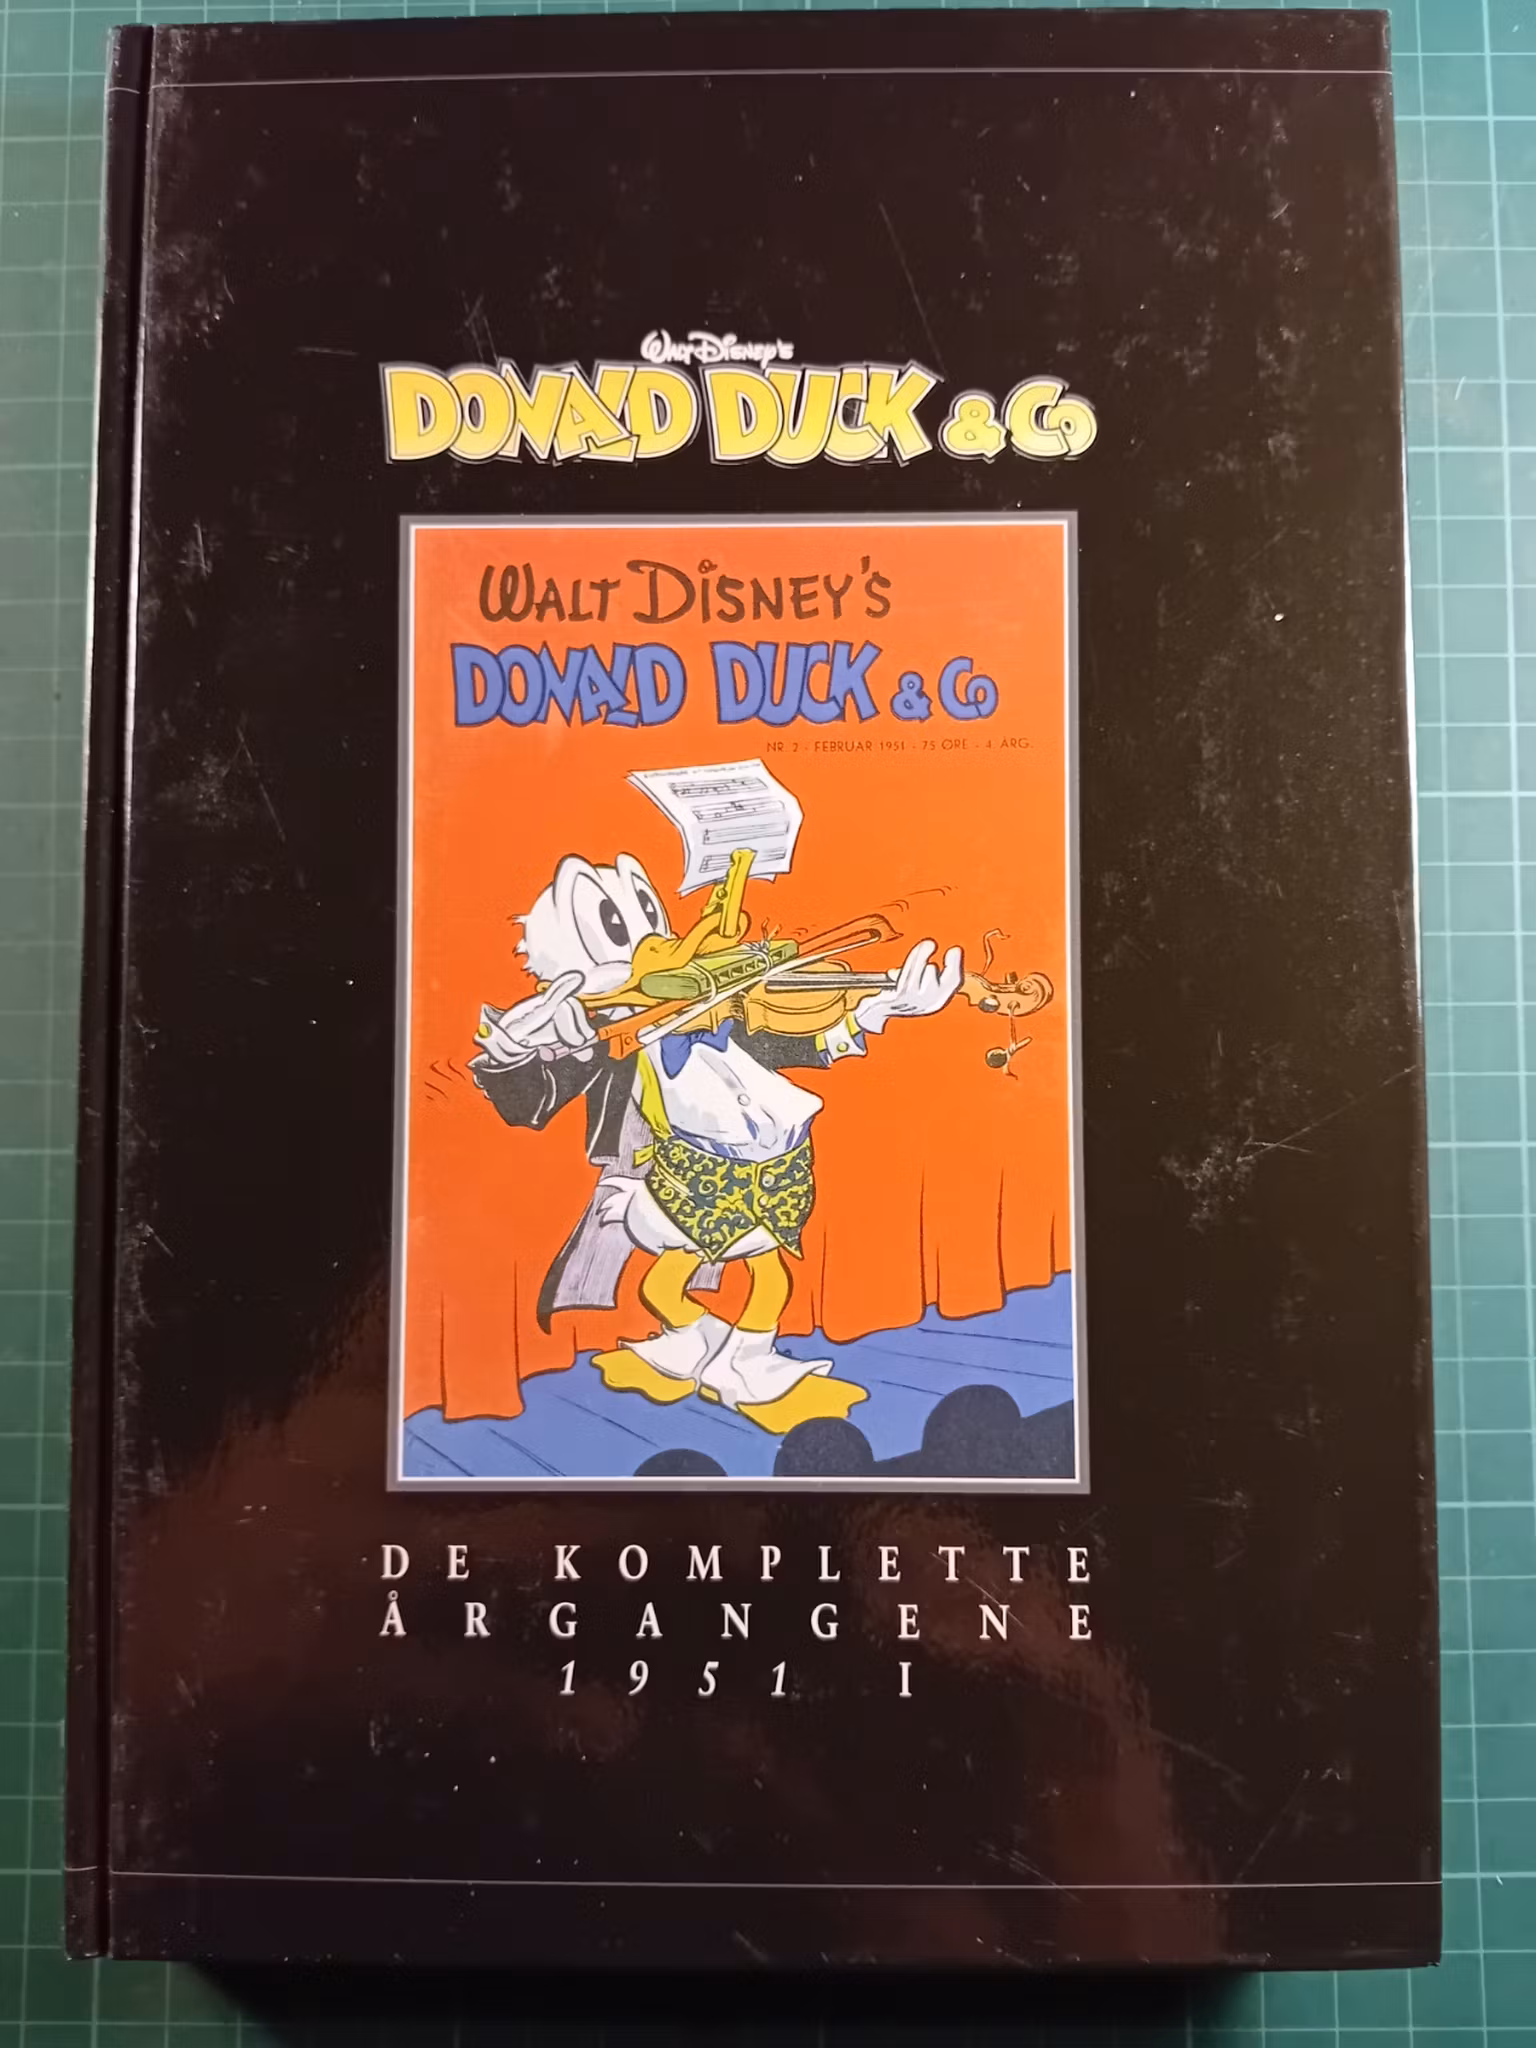 Walt Disney's
DONALD DUCK & Co
WALT DISNEY'S
DONALD DUCK & Co
NR. 2 - FEBRUAR 1951 - 75 ØRE - 4. ÅRG.
DE KOMPLETTE
ÅRGANGENE
1951 I